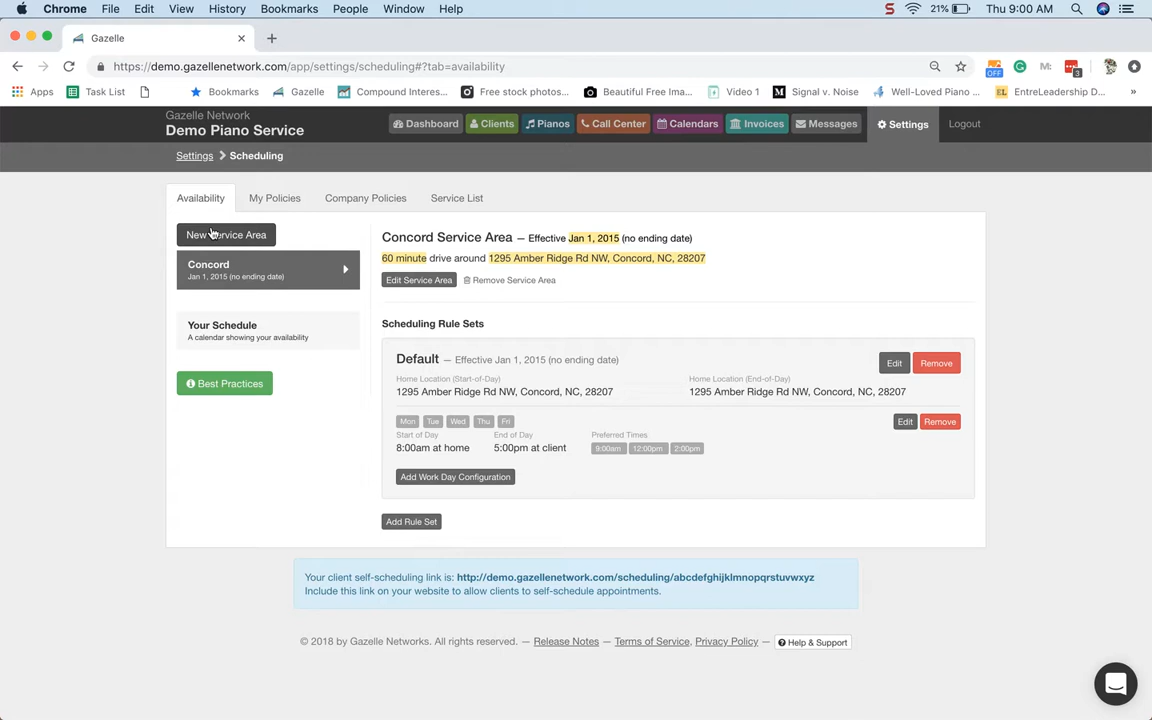 Chrome File Edit View History Bookmarks People Window Help 21% Thu 9:00 AM
Gazelle
https://demo.gazellenetwork.com/app/settings/scheduling#?tab=availability
OFF 3
Apps Task List Bookmarks Gazelle Compound Interes... Free stock photos... Beautiful Free Ima... Video 1 Signal v. Noise Well-Loved Piano ... EntreLeadership D... »
Gazelle Network
Demo Piano Service
Dashboard Clients Pianos Call Center Calendars Invoices Messages Settings Logout
Settings Scheduling
Availability My Policies Company Policies Service List
New Service Area
Concord
Jan 1, 2015 (no ending date)
Your Schedule
A calendar showing your availability
Best Practices
Concord Service Area — Effective Jan 1, 2015 (no ending date)
60 minute drive around 1295 Amber Ridge Rd NW, Concord, NC, 28207
Edit Service Area Remove Service Area
Scheduling Rule Sets
Default — Effective Jan 1, 2015 (no ending date) Edit Remove
Home Location (Start-of-Day) Home Location (End-of-Day)
1295 Amber Ridge Rd NW, Concord, NC, 28207 1295 Amber Ridge Rd NW, Concord, NC, 28207
Mon Tue Wed Thu Fri Edit Remove
Start of Day End of Day Preferred Times
8:00am at home 5:00pm at client 9:00am 12:00pm 2:00pm
Add Work Day Configuration
Add Rule Set
Your client self-scheduling link is: http://demo.gazellenetwork.com/scheduling/abcdefghijklmnopqrstuvwxyz
Include this link on your website to allow clients to self-schedule appointments.
© 2018 by Gazelle Networks. All rights reserved. — Release Notes — Terms of Service, Privacy Policy — Help & Support